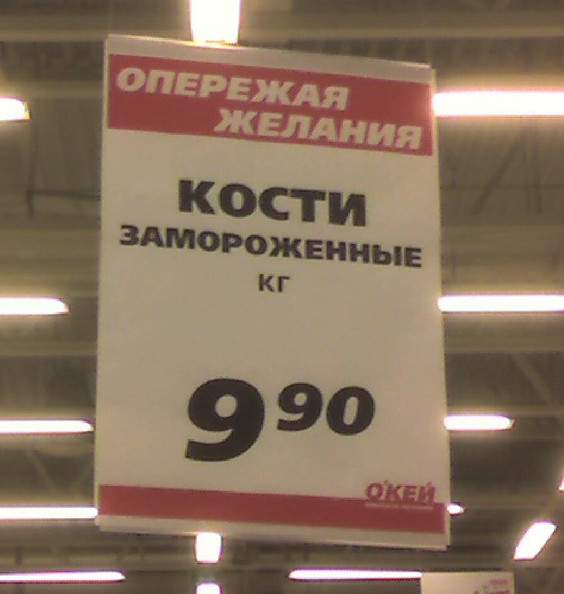 ОПЕРЕЖАЯ
ЖЕЛАНИЯ
КОСТИ
ЗАМОРОЖЕННЫЕ
КГ
9 90
О'КЕЙ